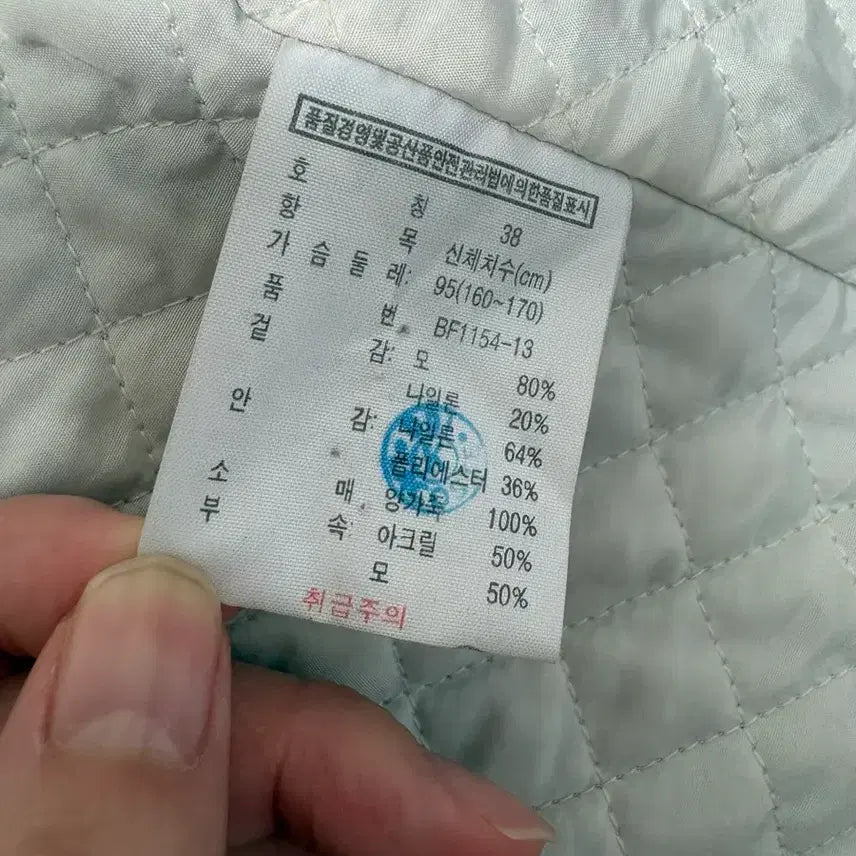 품질경영및공산품안전관리법에의한품질표시
호 칭 38
항 목 신체치수(cm)
가 슴 둘 레: 95(160~170)
품 번 BF1154-13
겉 감: 모 80%
나일론 20%
안 감: 나일론 64%
폴리에스터 36%
소 매 양가죽 100%
부 속: 아크릴 50%
모 50%
취급주의